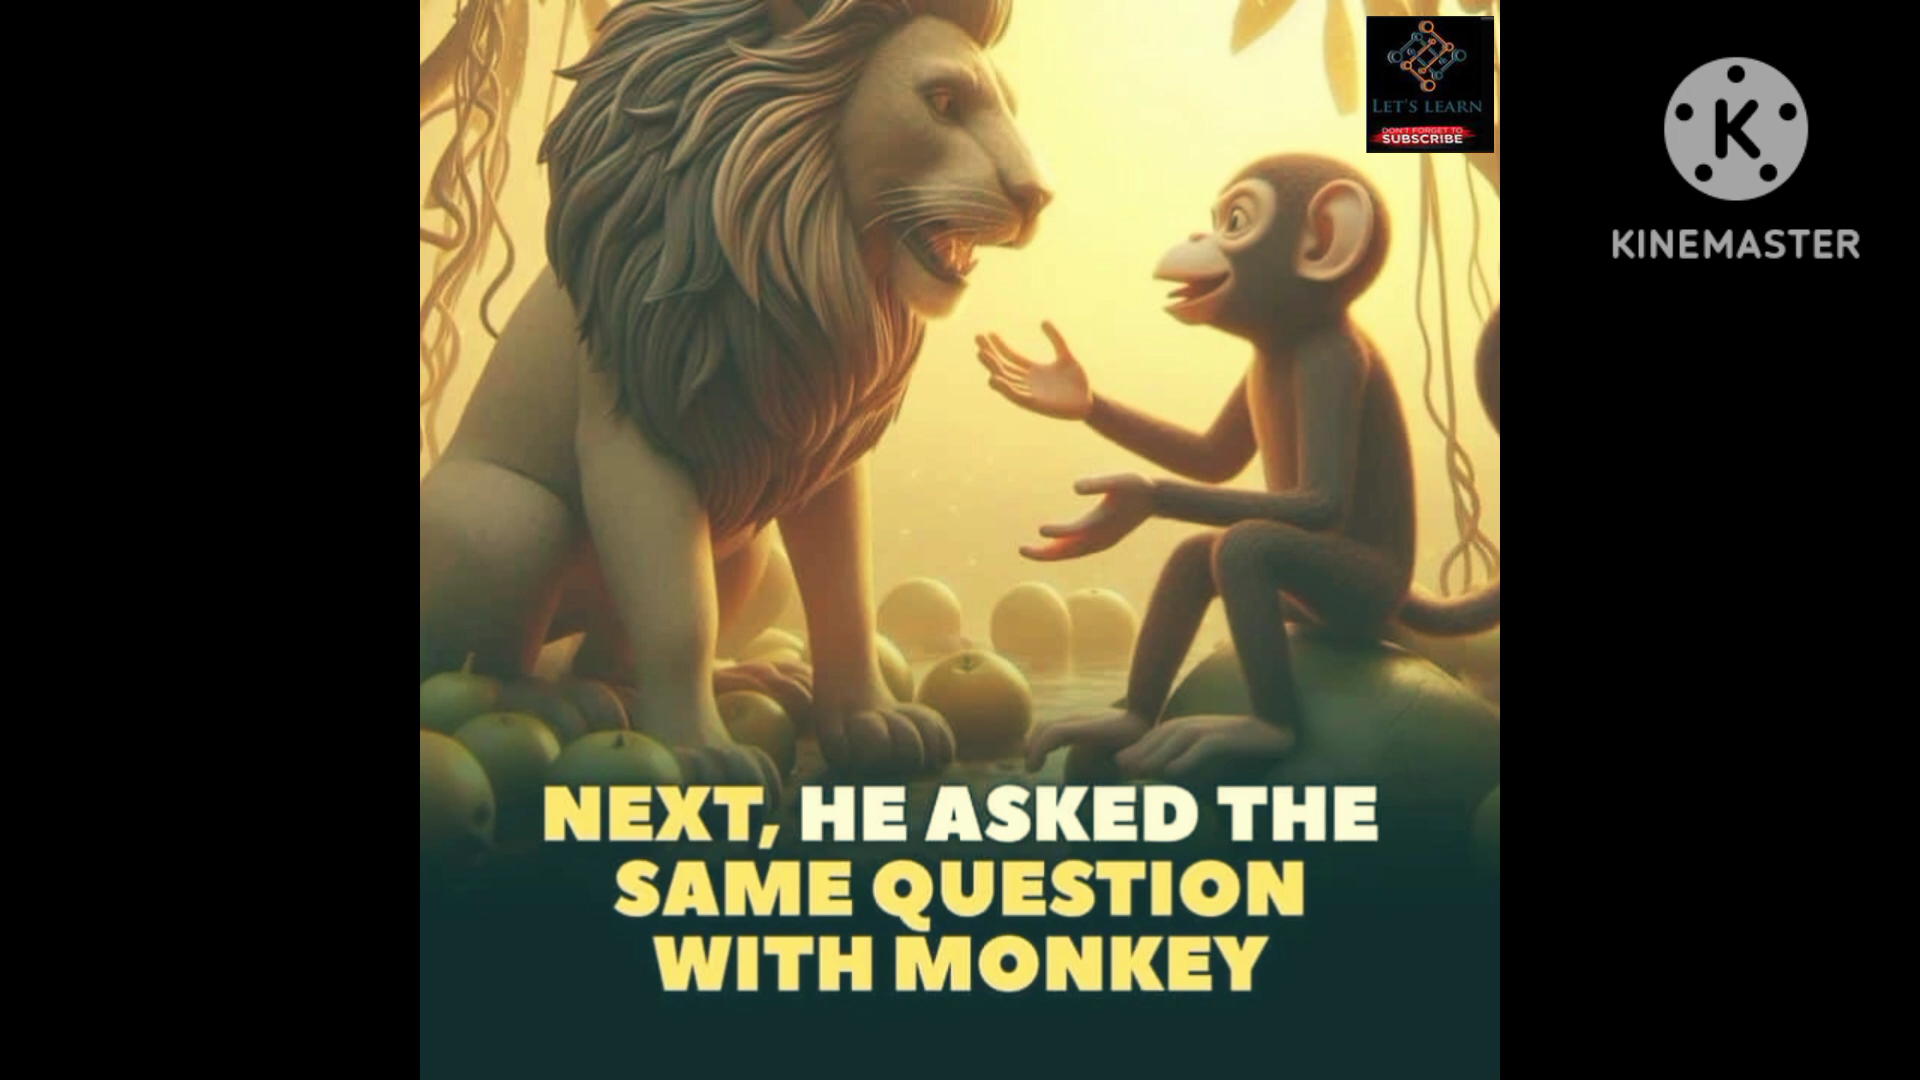 LET'S LEARN
DON'T FORGET TO
SUBSCRIBE
K
KINEMASTER
NEXT, HE ASKED THE
SAME QUESTION
WITH MONKEY